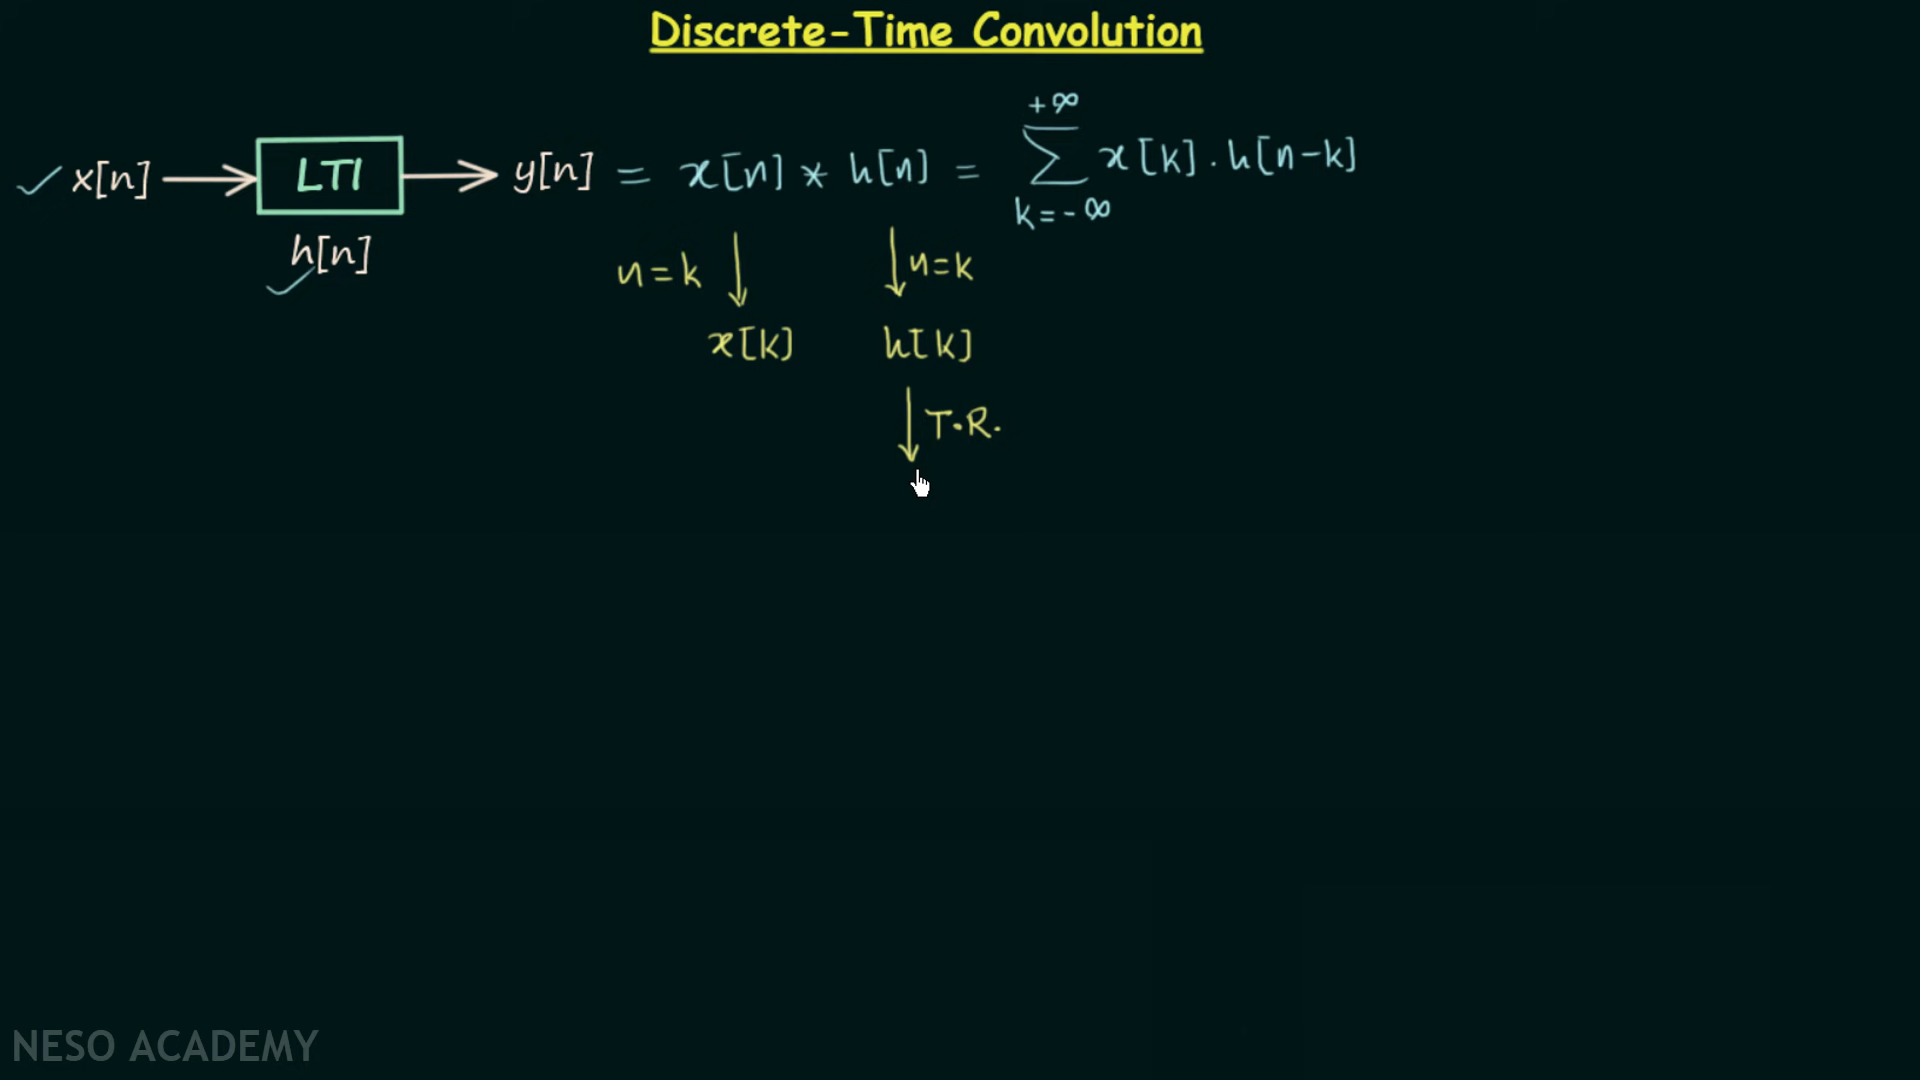 Discrete-Time Convolution
x[n] → LTI → y[n] = x[n] * h[n] = +∞ ∑ k=-∞ x[k] . h[n-k]
h[n]
n=k ↓ ↓ n=k
x[k] h[k]
↓ T.R.
NESO ACADEMY